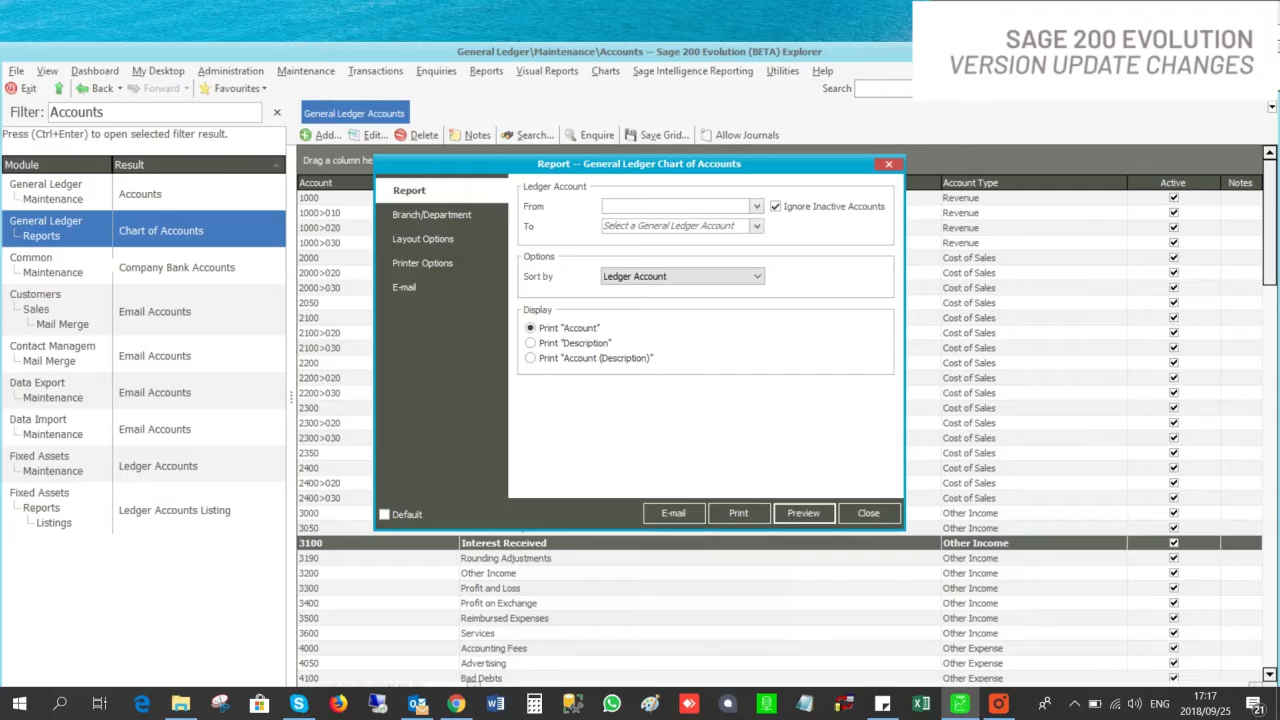 SAGE 200 EVOLUTION
VERSION UPDATE CHANGES
General Ledger\Maintenance\Accounts -- Sage 200 Evolution (BETA) Explorer
File View Dashboard My Desktop Administration Maintenance Transactions Enquiries Reports Visual Reports Charts Sage Intelligence Reporting Utilities Help
Exit Back Forward Favourites Search
Filter: Accounts
Press (Ctrl+Enter) to open selected filter result.
Module Result
General Ledger
Maintenance
Accounts
General Ledger
Reports
Chart of Accounts
Common
Maintenance
Company Bank Accounts
Customers
Sales
Mail Merge
Email Accounts
Contact Managem
Mail Merge
Email Accounts
Data Export
Maintenance
Email Accounts
Data Import
Maintenance
Email Accounts
Fixed Assets
Maintenance
Ledger Accounts
Fixed Assets
Reports
Listings
Ledger Accounts Listing
General Ledger Accounts
Add... Edit... Delete Notes Search... Enquire Save Grid... Allow Journals
Drag a column he
Account Account Type Active Notes
1000 Revenue
1000>010 Revenue
1000>020 Revenue
1000>030 Revenue
2000 Cost of Sales
2000>020 Cost of Sales
2000>030 Cost of Sales
2050 Cost of Sales
2100 Cost of Sales
2100>020 Cost of Sales
2100>030 Cost of Sales
2200 Cost of Sales
2200>020 Cost of Sales
2200>030 Cost of Sales
2300 Cost of Sales
2300>020 Cost of Sales
2300>030 Cost of Sales
2350 Cost of Sales
2400 Cost of Sales
2400>020 Cost of Sales
2400>030 Cost of Sales
3000 Other Income
3050 Other Income
3100 Interest Received Other Income
3190 Rounding Adjustments Other Income
3200 Other Income Other Income
3300 Profit and Loss Other Income
3400 Profit on Exchange Other Income
3500 Reimbursed Expenses Other Income
3600 Services Other Income
4000 Accounting Fees Other Expense
4050 Advertising Other Expense
4100 Bad Debts Other Expense
Report -- General Ledger Chart of Accounts
Report
Branch/Department
Layout Options
Printer Options
E-mail
Ledger Account
From Ignore Inactive Accounts
To Select a General Ledger Account
Options
Sort by Ledger Account
Display
Print "Account"
Print "Description"
Print "Account (Description)"
Default E-mail Print Preview Close
ENG
17:17
2018/09/25
21